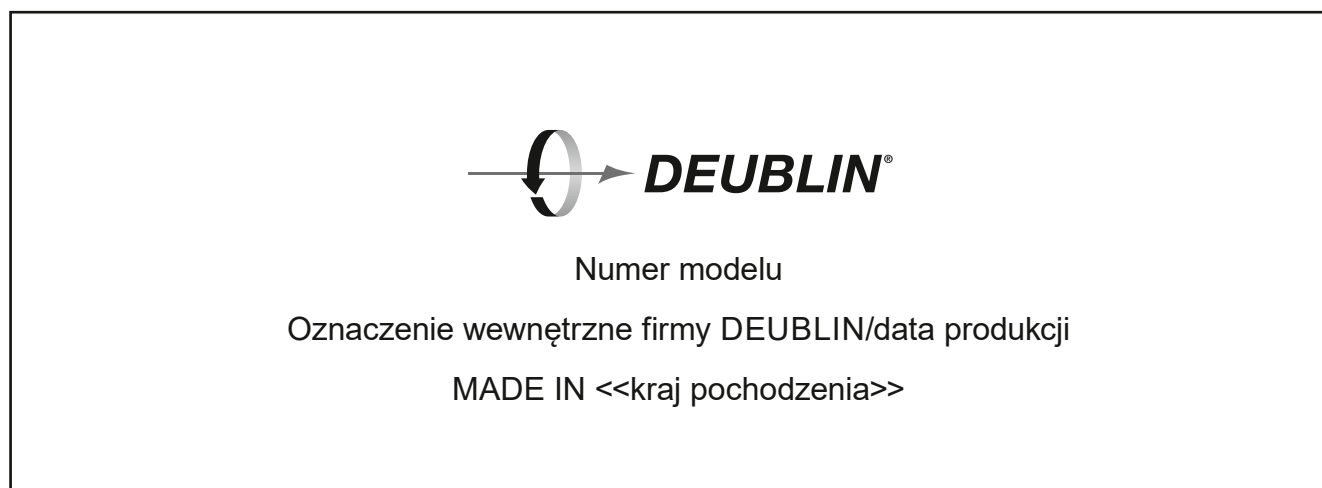 DEUBLIN®
Numer modelu
Oznaczenie wewnętrzne firmy DEUBLIN/data produkcji
MADE IN <<kraj pochodzenia>>